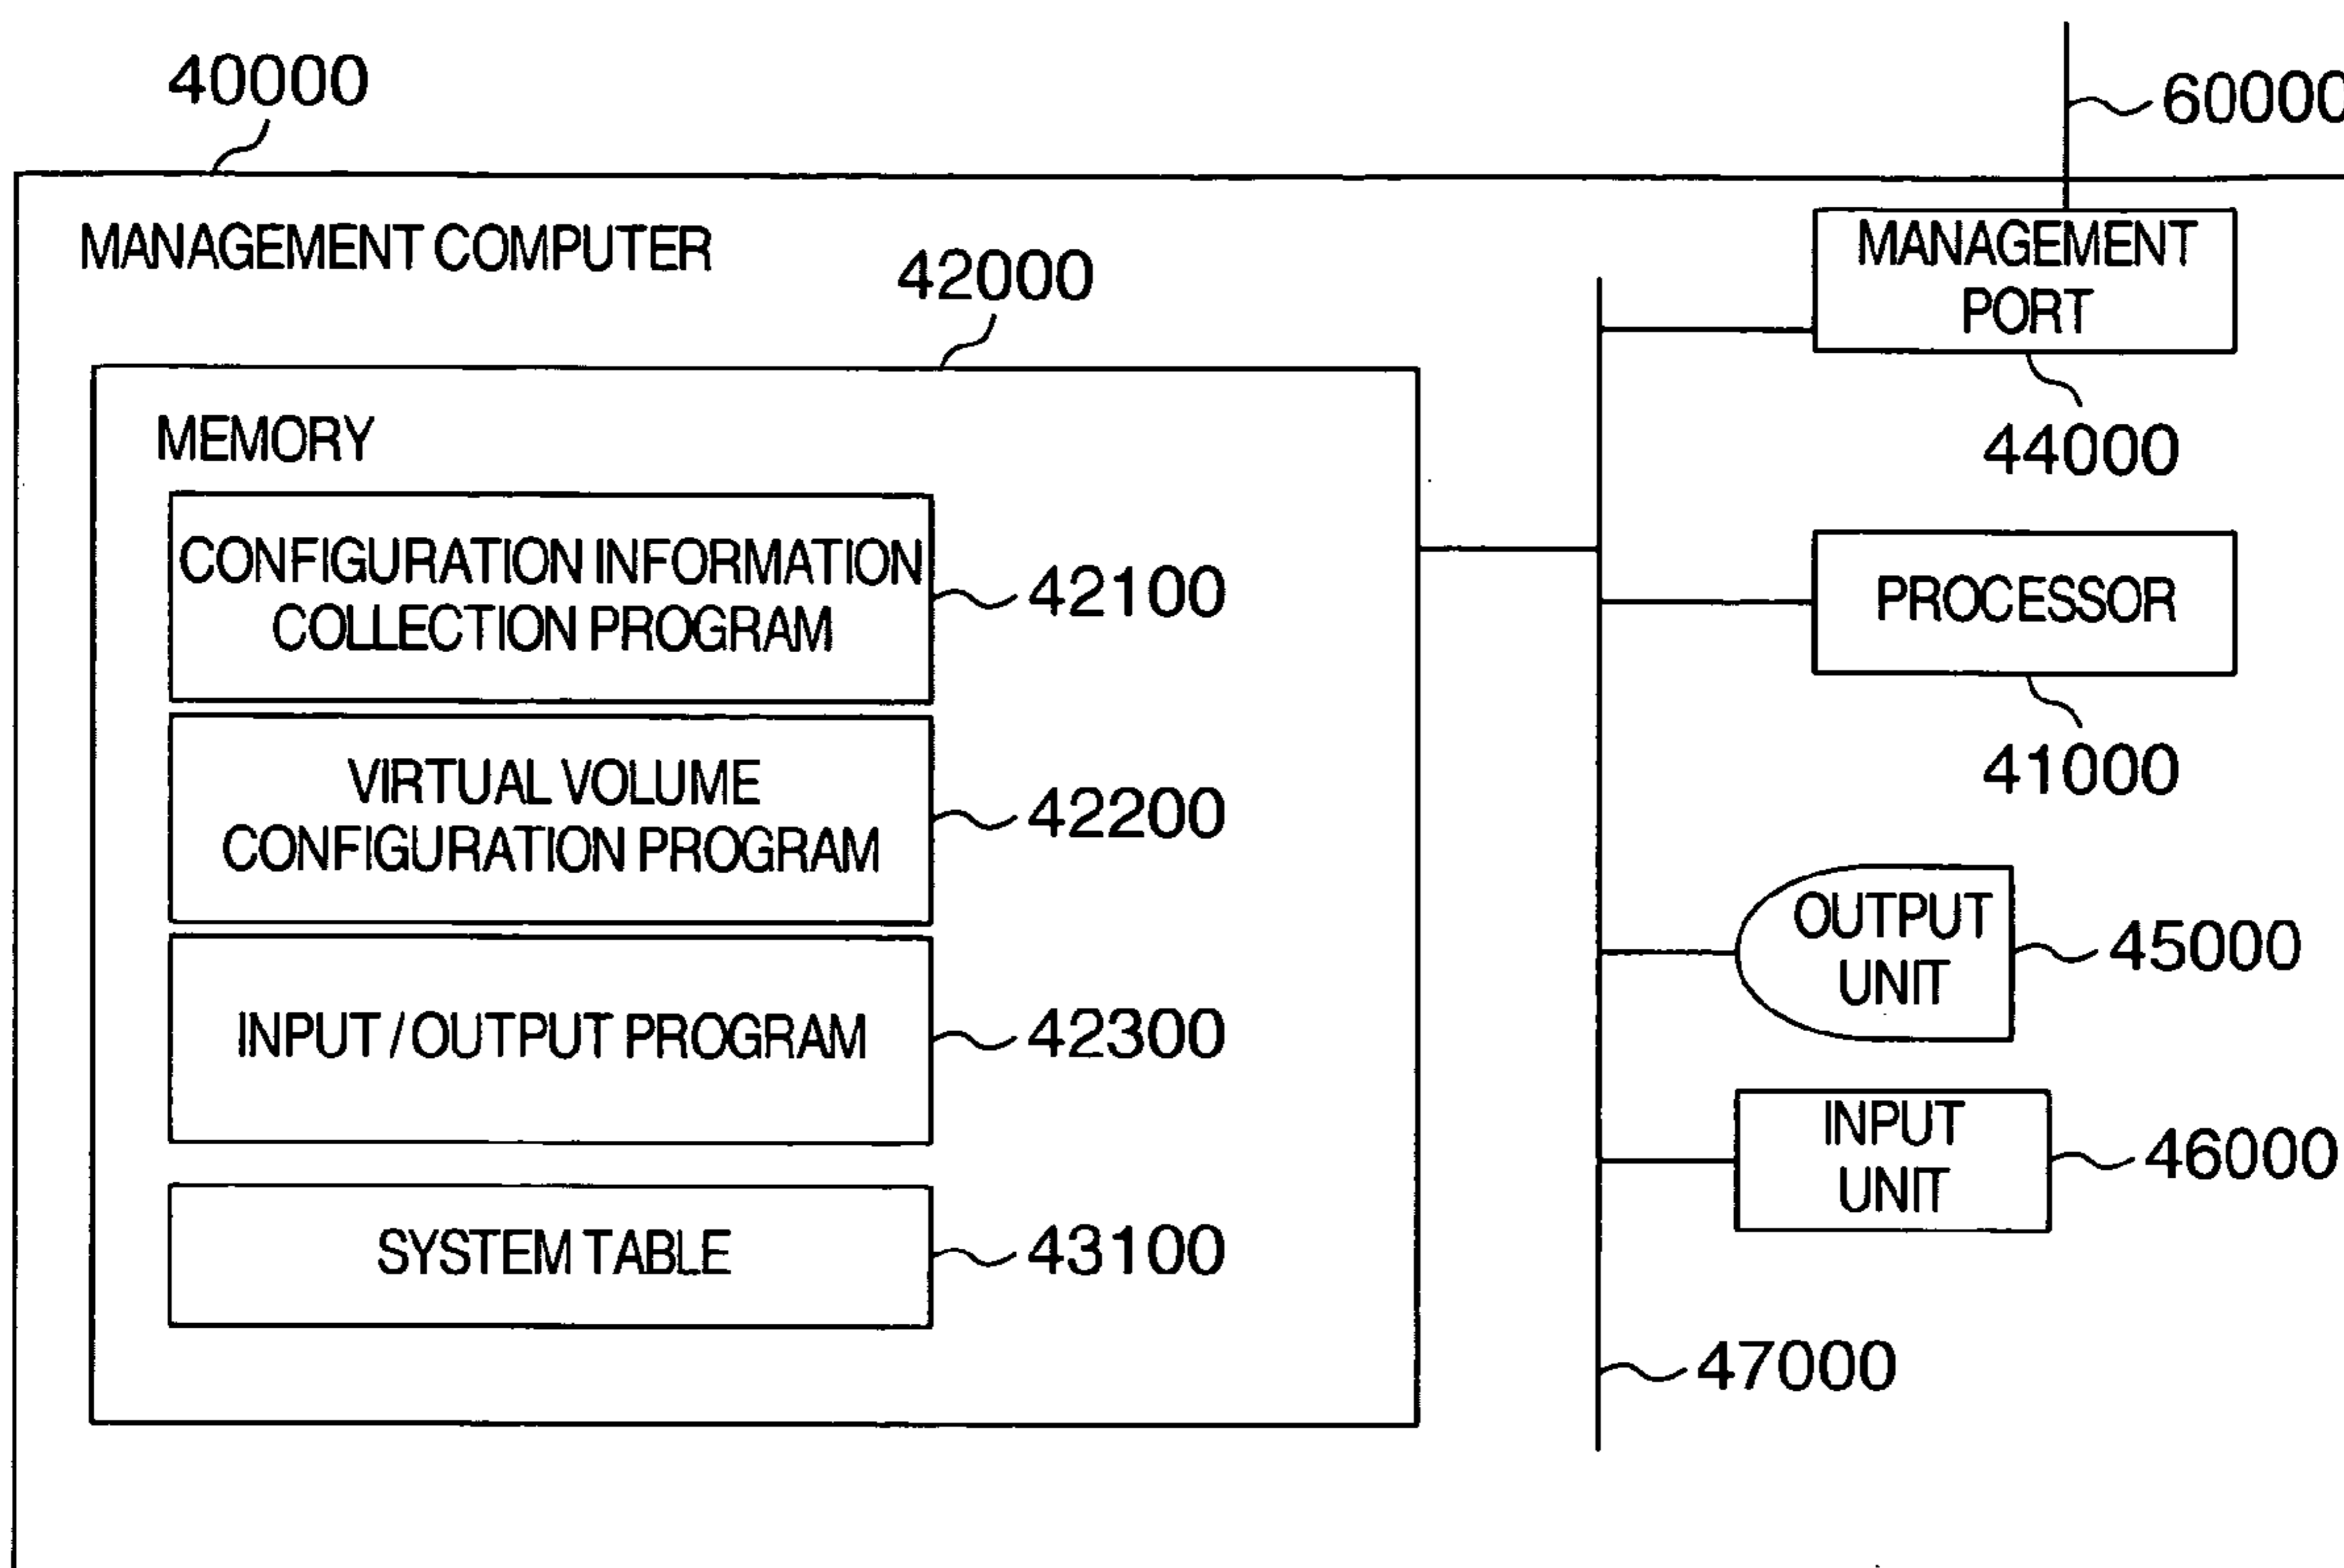 40000
60000
MANAGEMENT COMPUTER
42000
MANAGEMENT
PORT
44000
MEMORY
CONFIGURATION INFORMATION
COLLECTION PROGRAM
42100
PROCESSOR
41000
VIRTUAL VOLUME
CONFIGURATION PROGRAM
42200
OUTPUT
UNIT
45000
INPUT / OUTPUT PROGRAM
42300
INPUT
UNIT
46000
SYSTEM TABLE
43100
47000